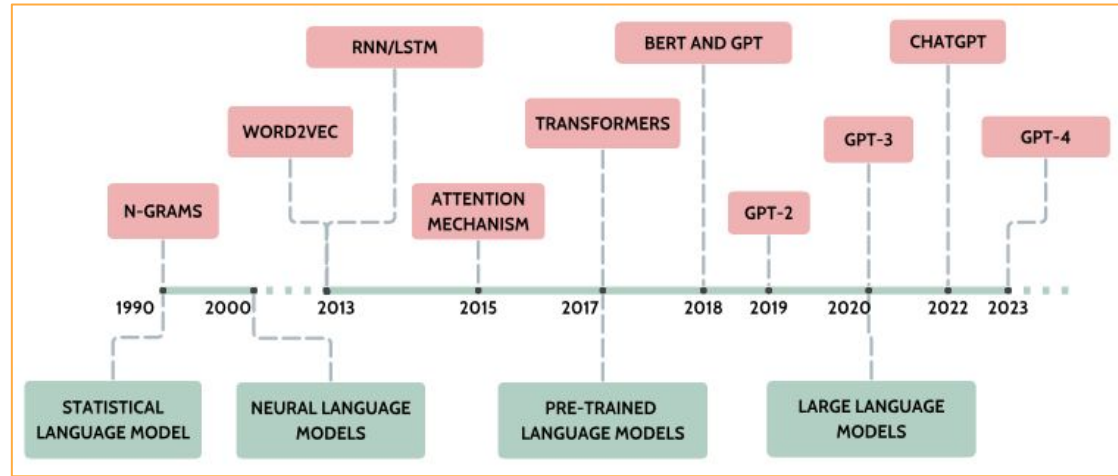 RNN/LSTM
BERT AND GPT
CHATGPT
WORD2VEC
TRANSFORMERS
GPT-3
GPT-4
N-GRAMS
ATTENTION
MECHANISM
GPT-2
1990
2000
2013
2015
2017
2018
2019
2020
2022
2023
STATISTICAL
LANGUAGE MODEL
NEURAL LANGUAGE
MODELS
PRE-TRAINED
LANGUAGE MODELS
LARGE LANGUAGE
MODELS